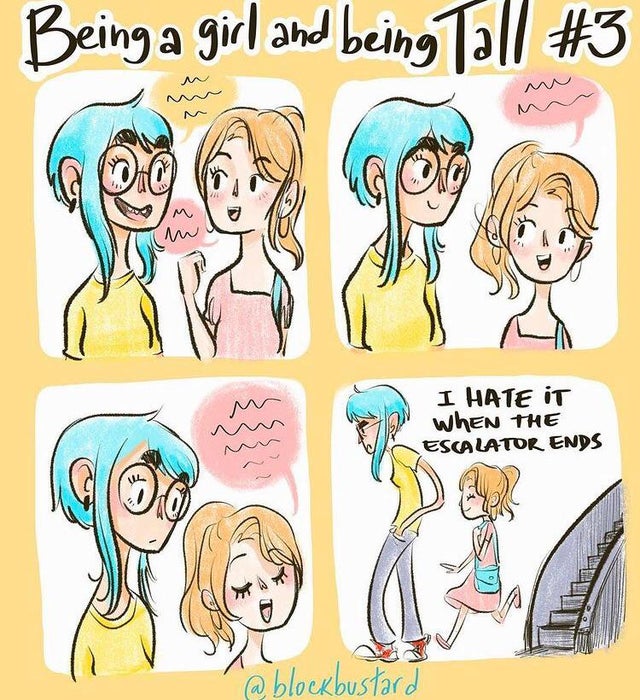 Being a girl and being Tall #3
I HATE iT
WhEN THE
ESCALATOR ENDS
@blockbustard